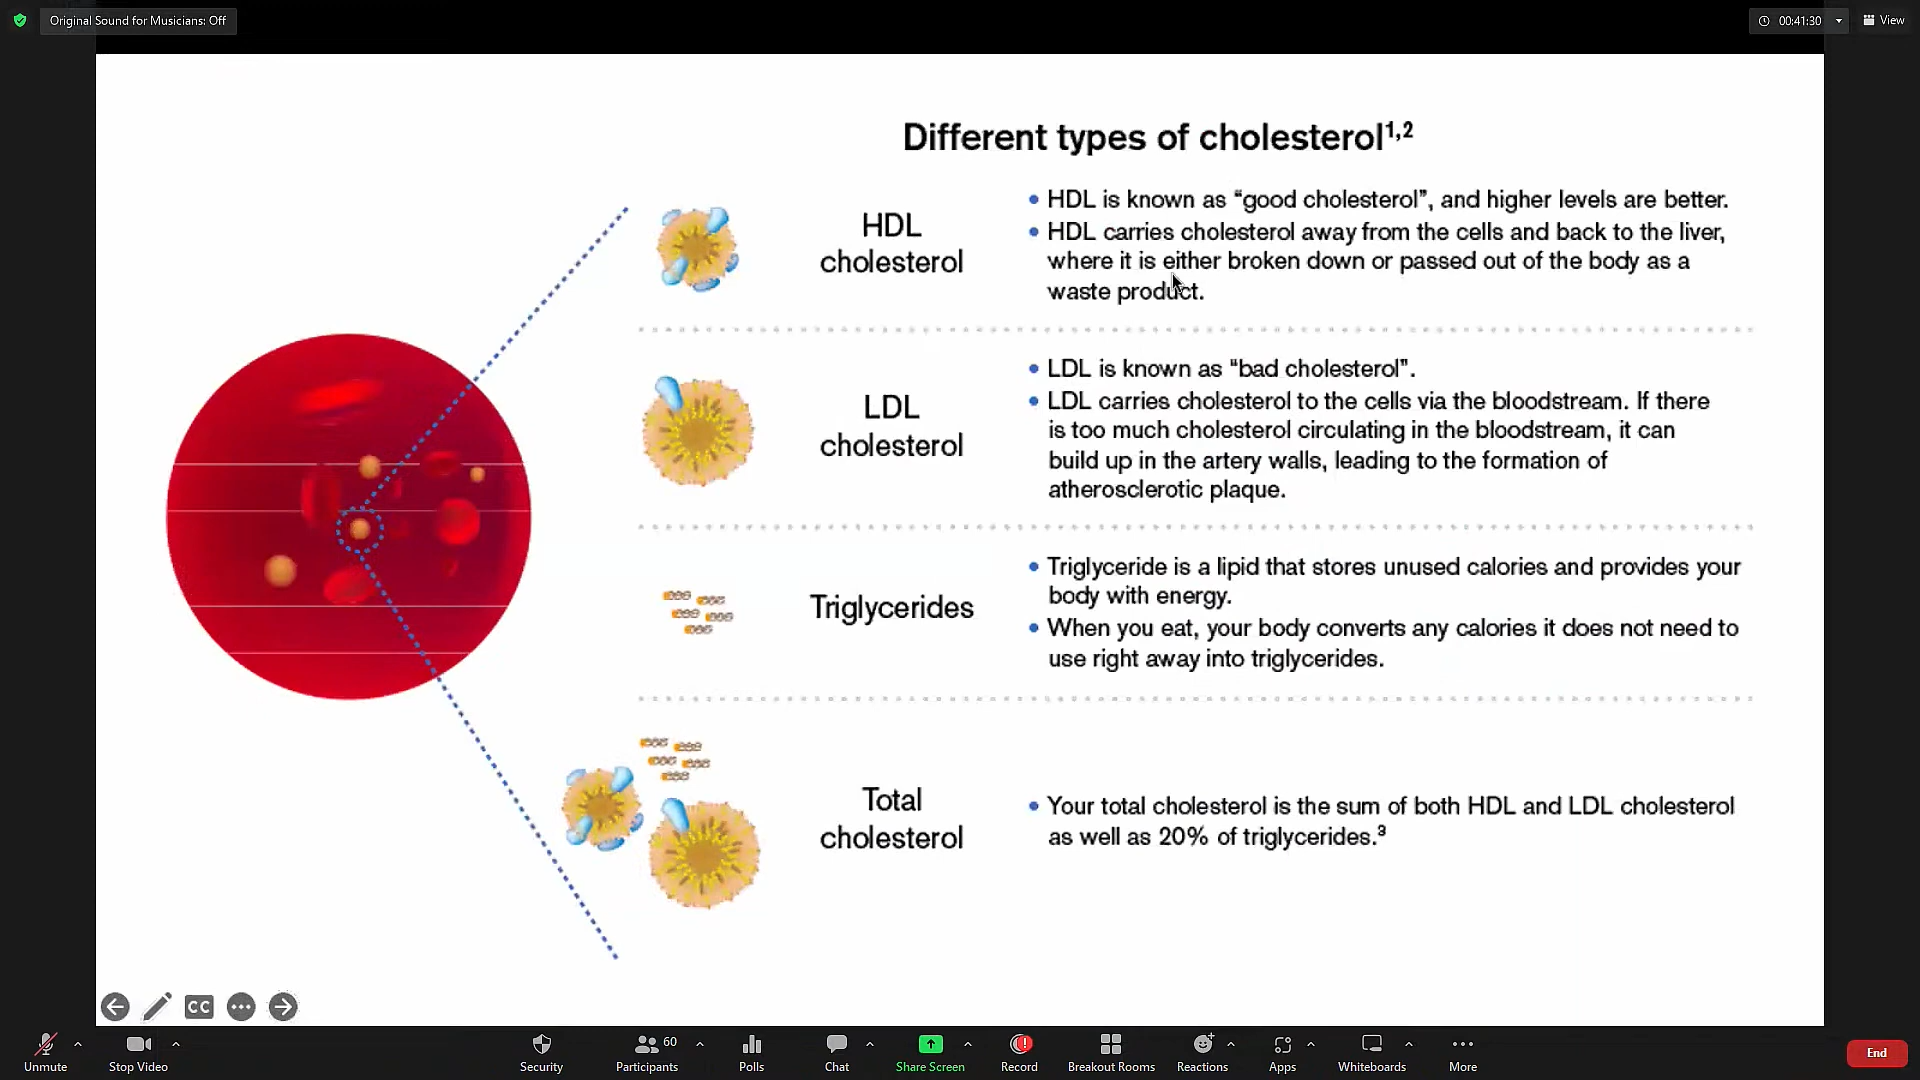 Original Sound for Musicians: Off
00:41:30
View
Different types of cholesterol¹,²
HDL
cholesterol
• HDL is known as “good cholesterol”, and higher levels are better.
• HDL carries cholesterol away from the cells and back to the liver,
where it is either broken down or passed out of the body as a
waste product.
LDL
cholesterol
• LDL is known as “bad cholesterol”.
• LDL carries cholesterol to the cells via the bloodstream. If there
is too much cholesterol circulating in the bloodstream, it can
build up in the artery walls, leading to the formation of
atherosclerotic plaque.
Triglycerides
• Triglyceride is a lipid that stores unused calories and provides your
body with energy.
• When you eat, your body converts any calories it does not need to
use right away into triglycerides.
Total
cholesterol
• Your total cholesterol is the sum of both HDL and LDL cholesterol
as well as 20% of triglycerides.³
CC
60
Unmute
Stop Video
Security
Participants
Polls
Chat
Share Screen
Record
Breakout Rooms
Reactions
Apps
Whiteboards
More
End